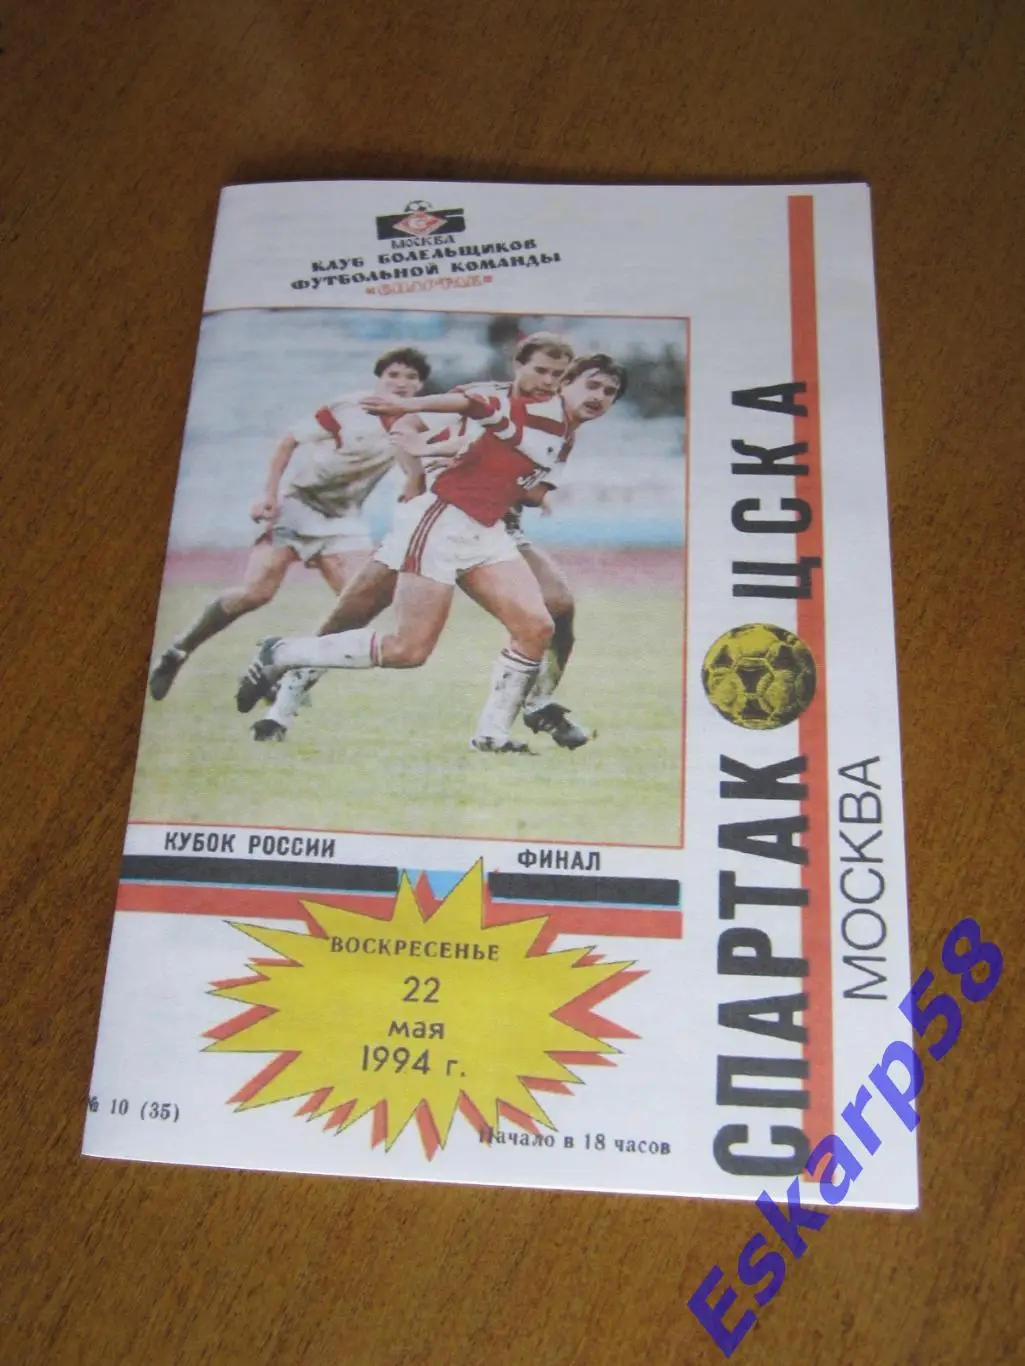 МОСКВА
КЛУБ БОЛЕЛЬЩИКОВ
ФУТБОЛЬНОЙ КОМАНДЫ
«СПАРТАК»
КУБОК РОССИИ
ФИНАЛ
ВОСКРЕСЕНЬЕ
22
мая
1994 г.
№ 10 (35)
Начало в 18 часов
СПАРТАК ЦСКА
МОСКВА
Eskarp58